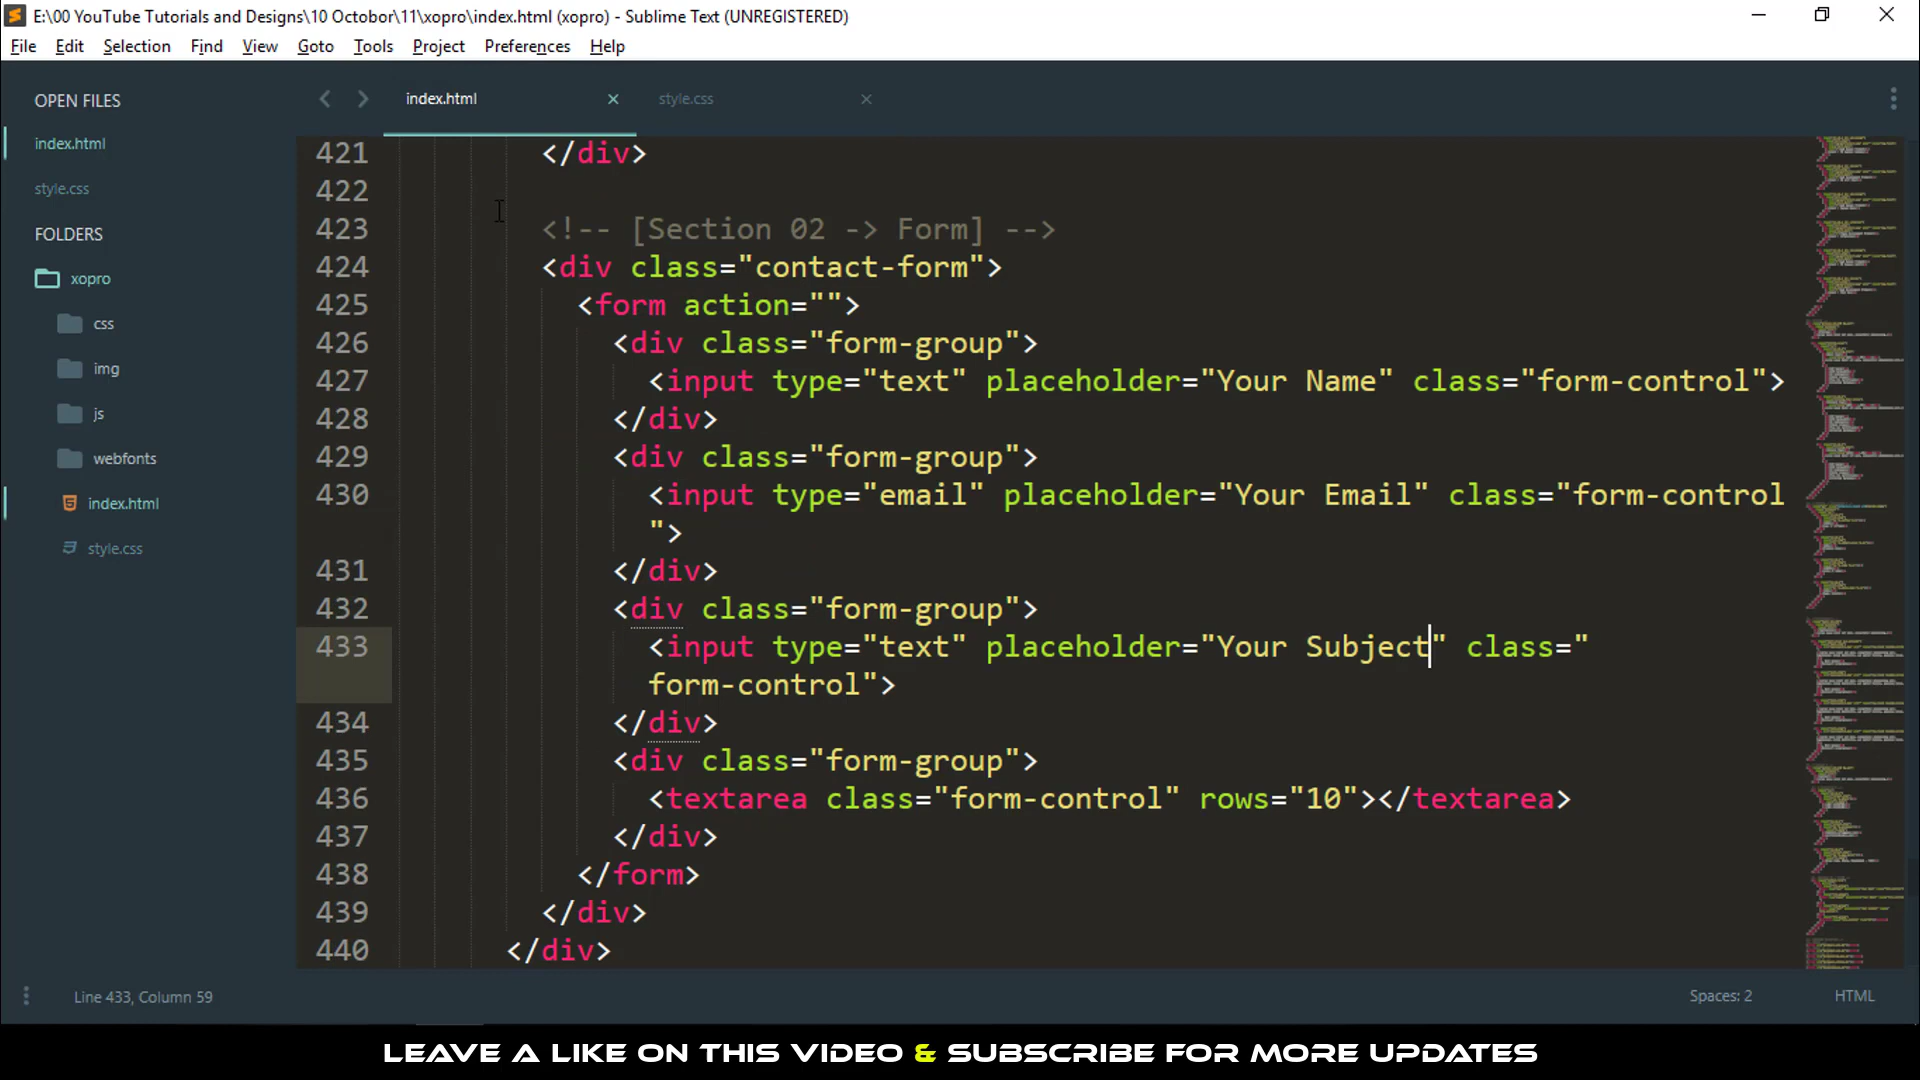 E:\00 YouTube Tutorials and Designs\10 Octobor\11\xopro\index.html (xopro) - Sublime Text (UNREGISTERED)
File Edit Selection Find View Goto Tools Project Preferences Help
OPEN FILES
index.html
style.css
FOLDERS
xopro
css
img
js
webfonts
index.html
style.css
index.html style.css
421 </div>
422
423 <!-- [Section 02 -> Form] -->
424 <div class="contact-form">
425 <form action="">
426 <div class="form-group">
427 <input type="text" placeholder="Your Name" class="form-control">
428 </div>
429 <div class="form-group">
430 <input type="email" placeholder="Your Email" class="form-control
">
431 </div>
432 <div class="form-group">
433 <input type="text" placeholder="Your Subject" class="
form-control">
434 </div>
435 <div class="form-group">
436 <textarea class="form-control" rows="10"></textarea>
437 </div>
438 </form>
439 </div>
440 </div>
Line 433, Column 59 Spaces: 2 HTML
LEAVE A LIKE ON THIS VIDEO & SUBSCRIBE FOR MORE UPDATES